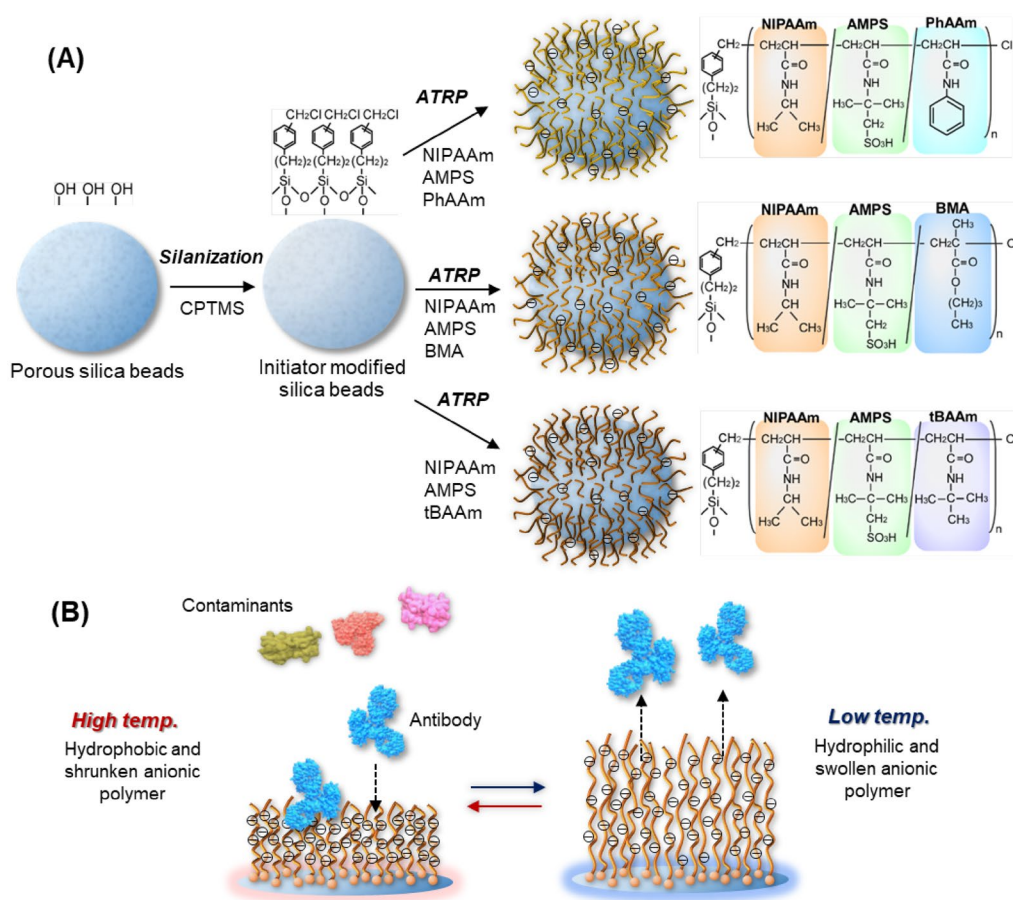 (A)
OH OH OH
Porous silica beads
Silanization
CPTMS
CH2Cl CH2Cl CH2Cl
(CH2)2 (CH2)2 (CH2)2
Si Si Si
O O
O O O
Initiator modified
silica beads
ATRP
NIPAAm
AMPS
PhAAm
ATRP
NIPAAm
AMPS
BMA
ATRP
NIPAAm
AMPS
tBAAm
NIPAAm AMPS PhAAm
CH2 CH2CH CH2CH CH2CH Cl
C=O C=O C=O
NH NH NH
(CH2)2
Si
O
CH
H3C CH3
H3C-C-CH3
CH2
SO3H
n
NIPAAm AMPS BMA
CH2 CH2CH CH2CH CH2C C
CH3
C=O C=O C=O
NH NH O
(CH2)2
Si
O
CH
H3C CH3
H3C-C-CH3
CH2
SO3H
(CH2)3
CH3
n
NIPAAm AMPS tBAAm
CH2 CH2CH CH2CH CH2CH C
C=O C=O C=O
NH NH NH
(CH2)2
Si
O
CH
H3C CH3
H3C-C-CH3
CH2
SO3H
H3C-C-CH3
CH3
n
(B)
Contaminants
Antibody
High temp.
Hydrophobic and
shrunken anionic
polymer
Low temp.
Hydrophilic and
swollen anionic
polymer